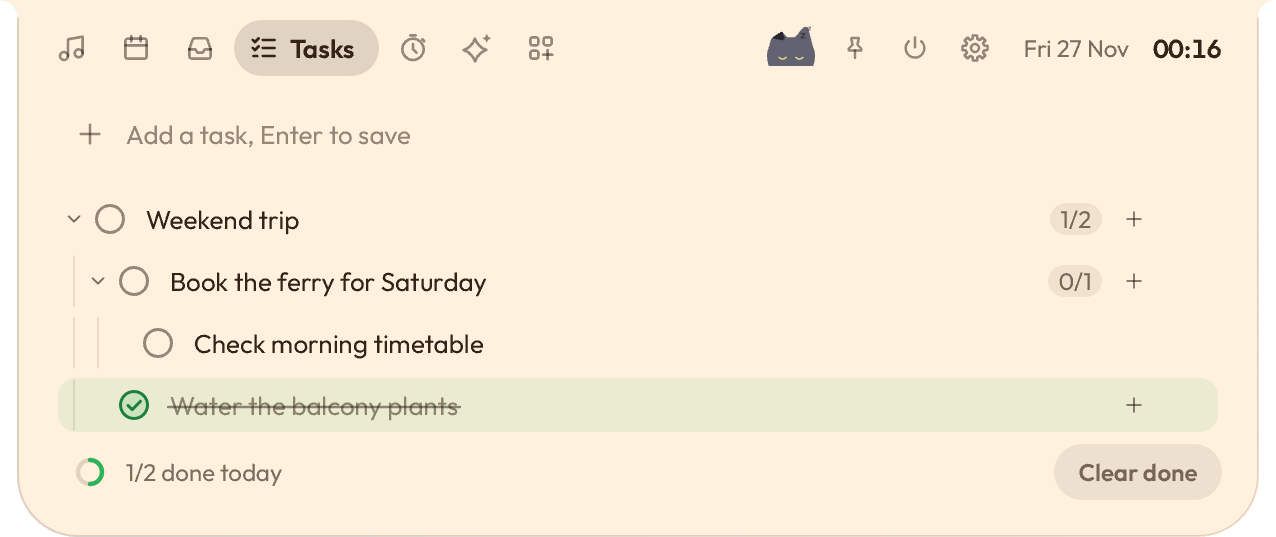 Tasks
Fri 27 Nov 00:16
Add a task, Enter to save
Weekend trip 1/2
Book the ferry for Saturday 0/1
Check morning timetable
Water the balcony plants
1/2 done today Clear done